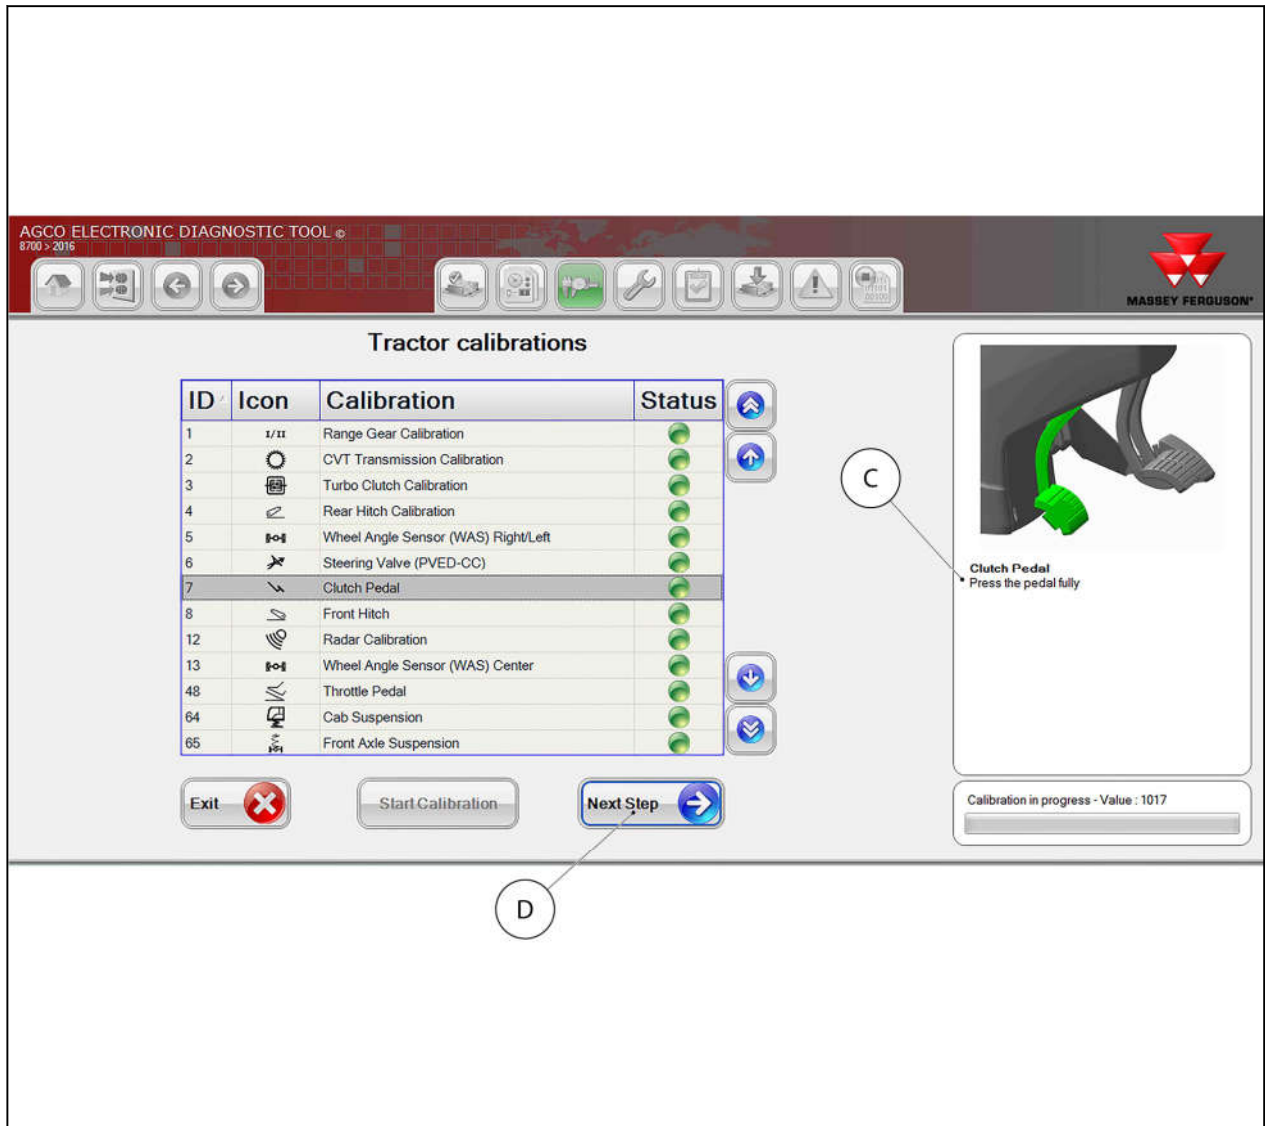 AGCO ELECTRONIC DIAGNOSTIC TOOL ©
8700 > 2016
MASSEY FERGUSON
Tractor calibrations
ID Icon Calibration Status
1 I/II Range Gear Calibration
2 CVT Transmission Calibration
3 Turbo Clutch Calibration
4 Rear Hitch Calibration
5 Wheel Angle Sensor (WAS) Right/Left
6 Steering Valve (PVED-CC)
7 Clutch Pedal
8 Front Hitch
12 Radar Calibration
13 Wheel Angle Sensor (WAS) Center
48 Throttle Pedal
64 Cab Suspension
65 Front Axle Suspension
Exit
Start Calibration
Next Step
C
Clutch Pedal
Press the pedal fully
Calibration in progress - Value : 1017
D